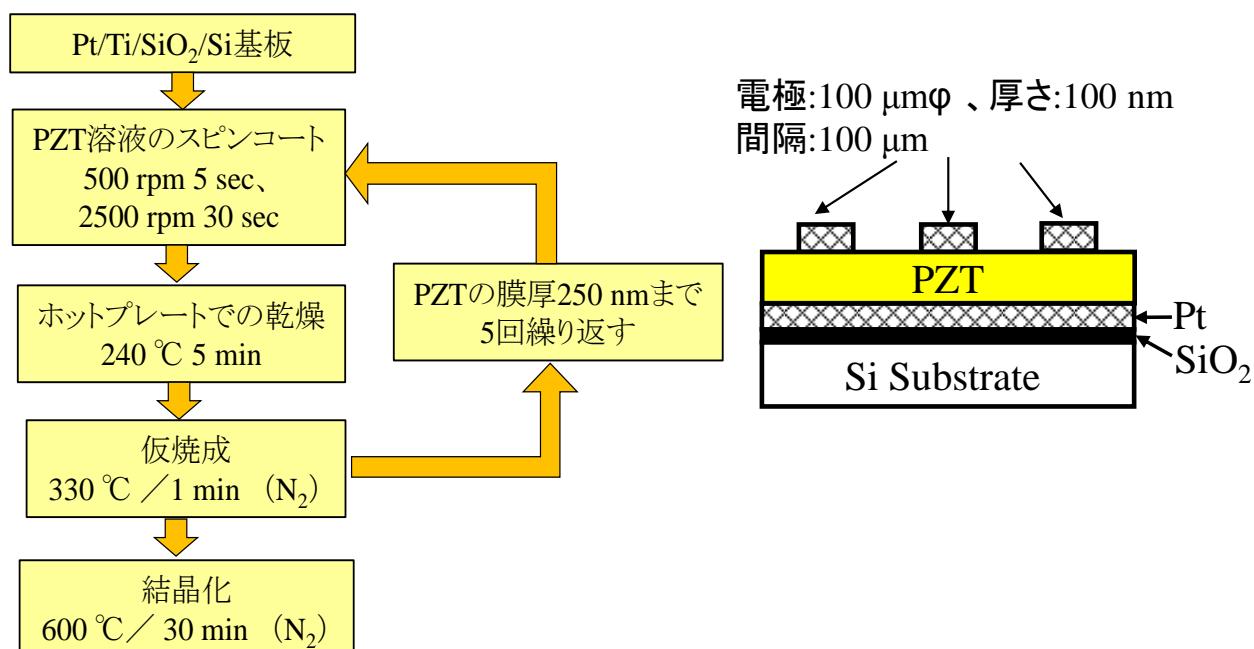 Pt/Ti/SiO₂/Si基板
PZT溶液のスピンコート
500 rpm 5 sec、
2500 rpm 30 sec
ホットプレートでの乾燥
240 ℃ 5 min
仮焼成
330 ℃ ／1 min （N₂）
結晶化
600 ℃／ 30 min （N₂）
PZTの膜厚250 nmまで
5回繰り返す
電極:100 μmφ 、厚さ:100 nm
間隔:100 μm
PZT
Pt
SiO₂
Si Substrate